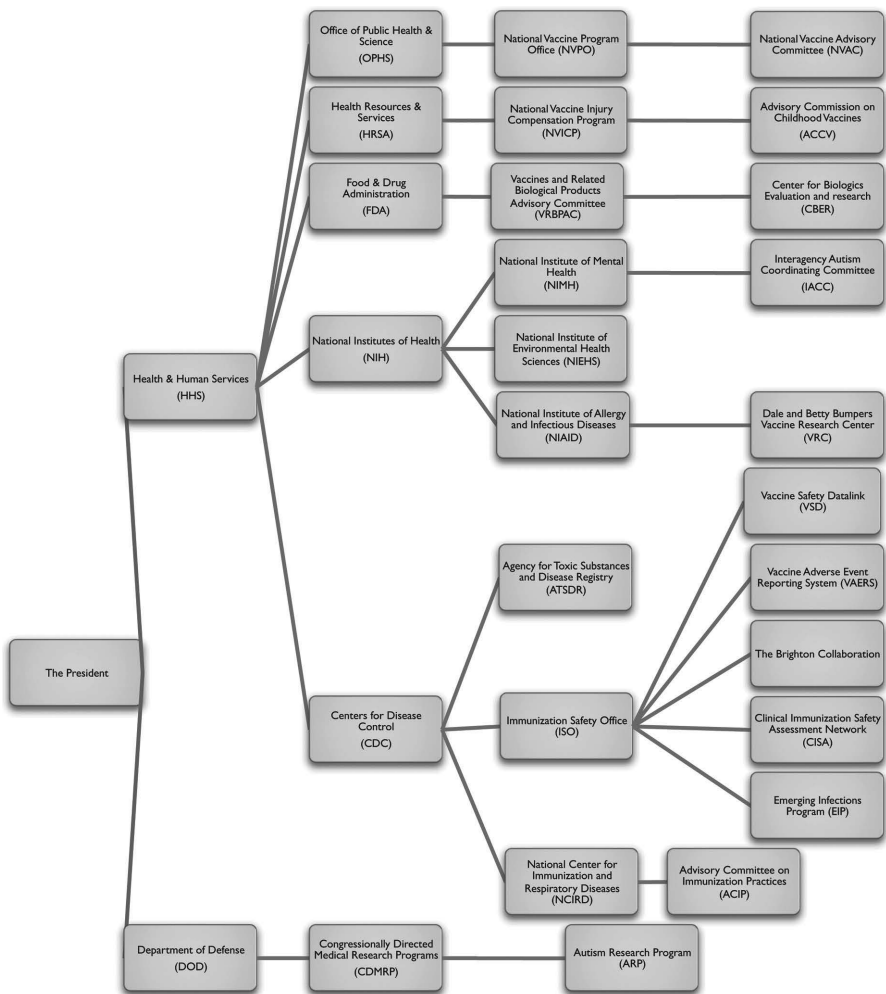 Office of Public Health &
Science
(OPHS)
National Vaccine Program
Office (NVPO)
National Vaccine Advisory
Committee (NVAC)
Health Resources &
Services
(HRSA)
National Vaccine Injury
Compensation Program
(NVICP)
Advisory Commission on
Childhood Vaccines
(ACCV)
Food & Drug
Administration
(FDA)
Vaccines and Related
Biological Products
Advisory Committee
(VRBPAC)
Center for Biologics
Evaluation and research
(CBER)
National Institute of Mental
Health
(NIMH)
Interagency Autism
Coordinating Committee
(IACC)
National Institutes of Health
(NIH)
National Institute of
Environmental Health
Sciences (NIEHS)
Health & Human Services
(HHS)
National Institute of Allergy
and Infectious Diseases
(NIAID)
Dale and Betty Bumpers
Vaccine Research Center
(VRC)
Vaccine Safety Datalink
(VSD)
Agency for Toxic Substances
and Disease Registry
(ATSDR)
Vaccine Adverse Event
Reporting System (VAERS)
The President
The Brighton Collaboration
Centers for Disease
Control
(CDC)
Immunization Safety Office
(ISO)
Clinical Immunization Safety
Assessment Network
(CISA)
Emerging Infections
Program (EIP)
National Center for
Immunization and
Respiratory Diseases
(NCIRD)
Advisory Committee on
Immunization Practices
(ACIP)
Department of Defense
(DOD)
Congressionally Directed
Medical Research Programs
(CDMRP)
Autism Research Program
(ARP)